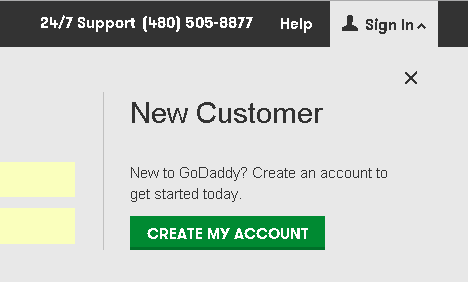 24/7 Support (480) 505-8877 Help Sign In
New Customer
New to GoDaddy? Create an account to
get started today.
CREATE MY ACCOUNT